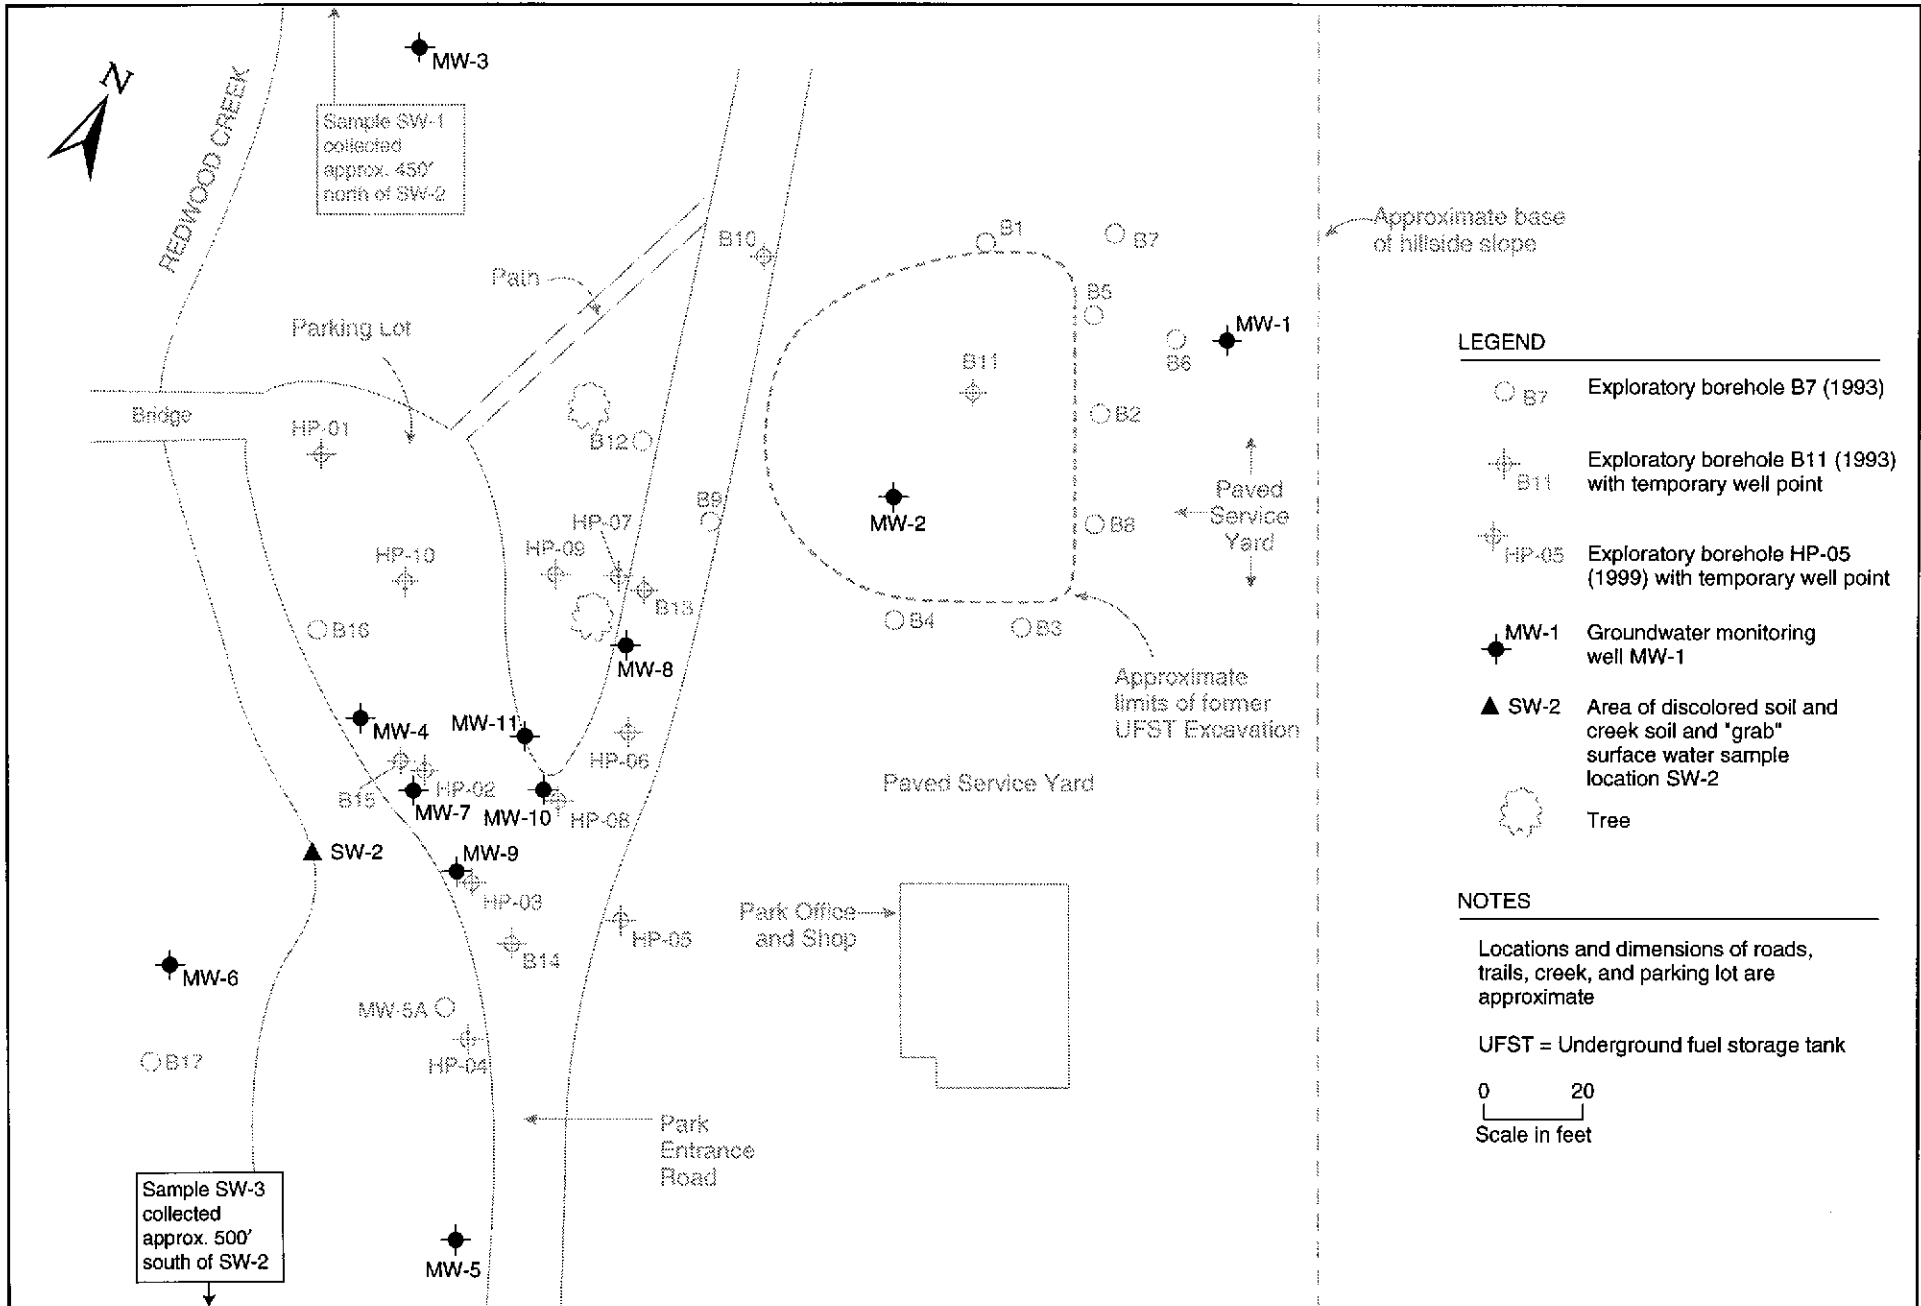 N
REDWOOD CREEK
MW-3
Sample SW-1
collected
approx. 450'
north of SW-2
B10
B1
B7
Approximate base
of hillside slope
Path
B5
Parking Lot
MW-1
B6
B11
B2
Bridge
HP-01
B12
B9
MW-2
Paved
Service
Yard
B8
HP-07
HP-09
HP-10
B13
B16
B4
B3
MW-8
Approximate
limits of former
UFST Excavation
MW-4
MW-11
HP-06
B15
HP-02
MW-7
MW-10
HP-08
Paved Service Yard
SW-2
MW-9
HP-03
Park Office
and Shop
HP-05
B14
MW-6
MW-5A
B17
HP-04
Park
Entrance
Road
Sample SW-3
collected
approx. 500'
south of SW-2
MW-5
LEGEND
B7 Exploratory borehole B7 (1993)
B11 Exploratory borehole B11 (1993)
with temporary well point
HP-05 Exploratory borehole HP-05
(1999) with temporary well point
MW-1 Groundwater monitoring
well MW-1
SW-2 Area of discolored soil and
creek soil and "grab"
surface water sample
location SW-2
Tree
NOTES
Locations and dimensions of roads,
trails, creek, and parking lot are
approximate
UFST = Underground fuel storage tank
0 20
Scale in feet